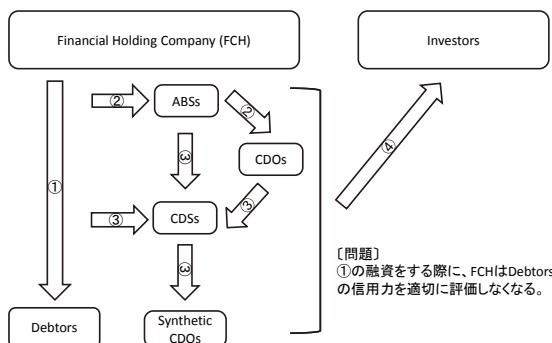 Financial Holding Company (FCH)
Investors
②
ABSs
②
③
CDOs
④
①
③
③
CDSs
③
〔問題〕
①の融資をする際に、FCHはDebtors
の信用力を適切に評価しなくなる。
Debtors
Synthetic
CDOs